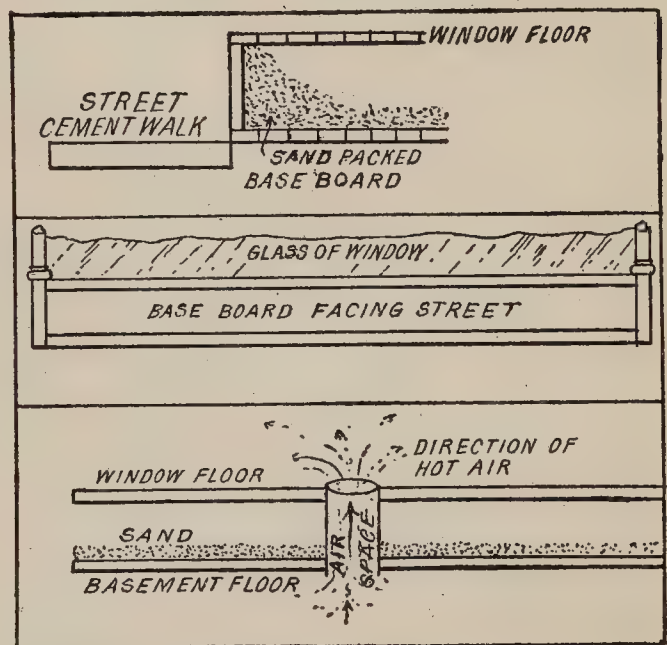 WINDOW FLOOR
STREET
CEMENT WALK
SAND PACKED
BASE BOARD
GLASS OF WINDOW
BASE BOARD FACING STREET
DIRECTION OF
HOT AIR
WINDOW FLOOR
SAND
AIR
SPACE
BASEMENT FLOOR